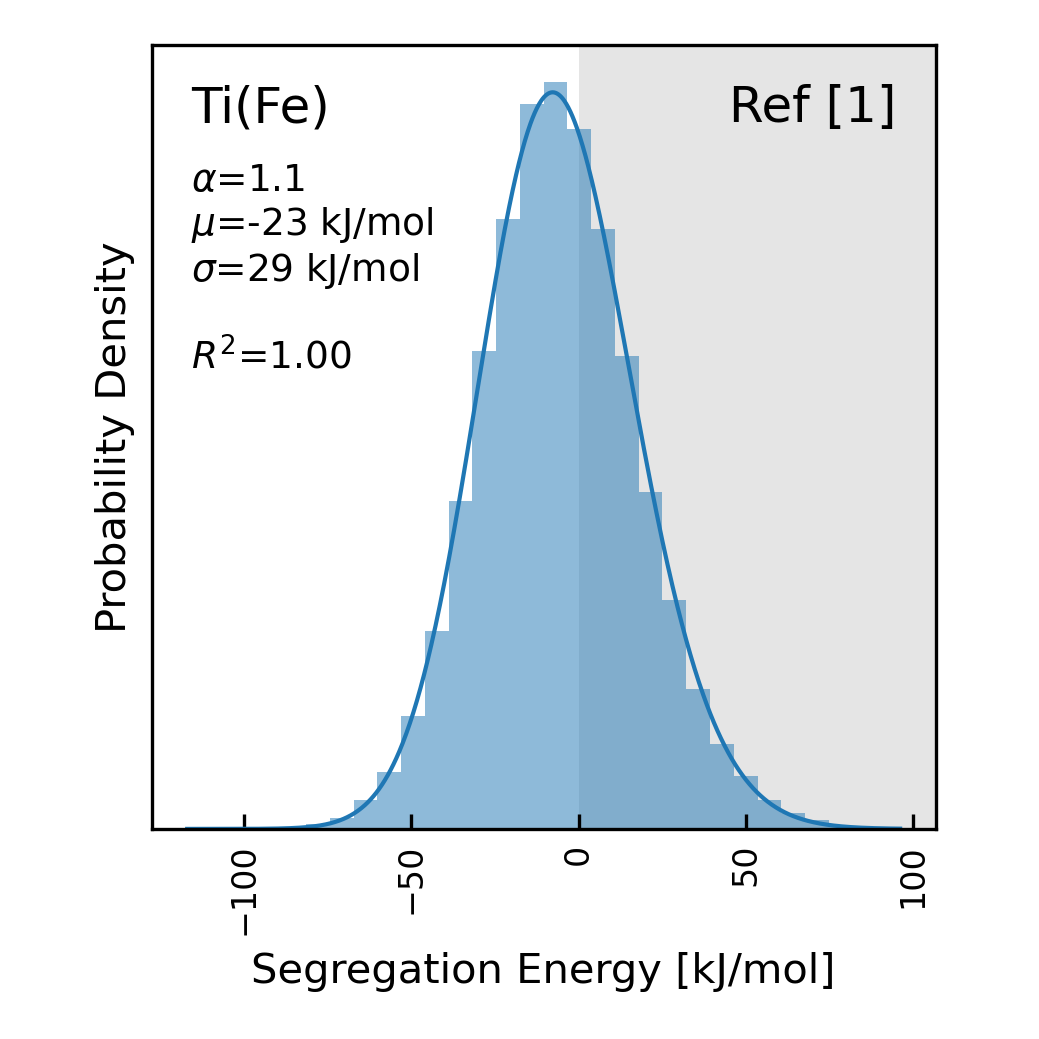 Ti(Fe)
Ref [1]
α=1.1
μ=-23 kJ/mol
σ=29 kJ/mol
R²=1.00
Probability Density
−100
−50
0
50
100
Segregation Energy [kJ/mol]